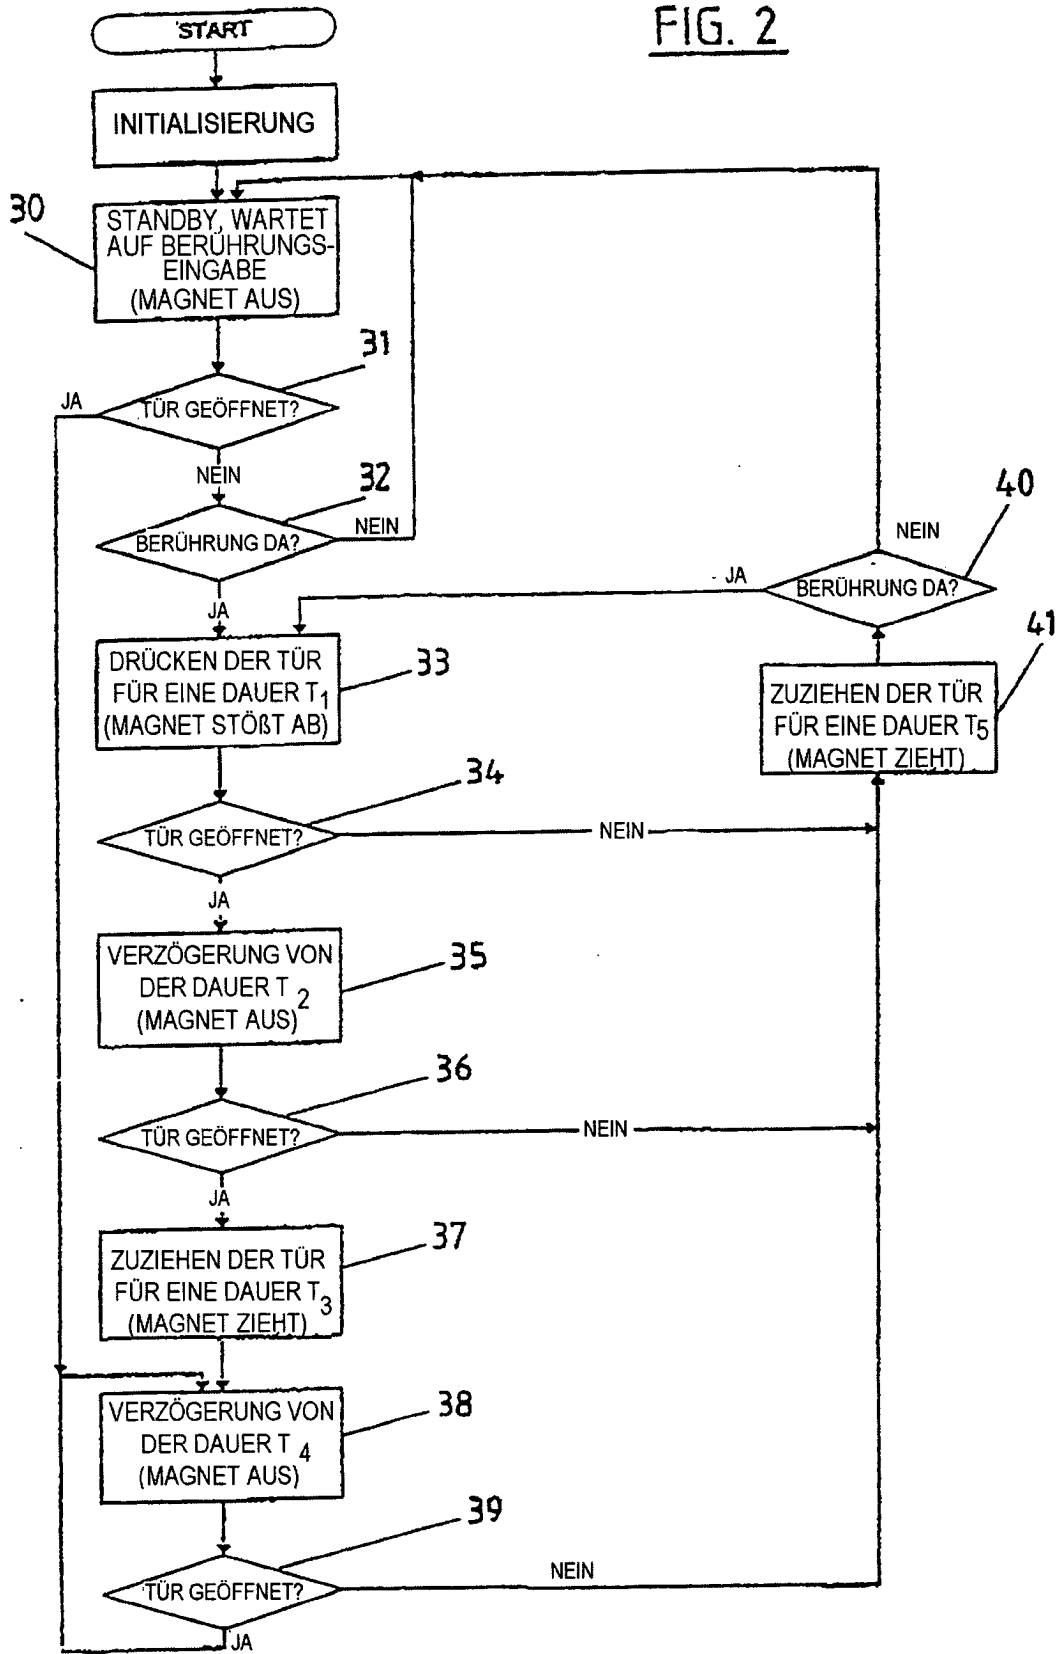 FIG. 2
START
INITIALISIERUNG
30
STANDBY, WARTET
AUF BERÜHRUNGS-
EINGABE
(MAGNET AUS)
31
JA
TÜR GEÖFFNET?
NEIN
32
BERÜHRUNG DA?
NEIN
JA
40
NEIN
BERÜHRUNG DA?
JA
41
ZUZIEHEN DER TÜR
FÜR EINE DAUER T5
(MAGNET ZIEHT)
33
DRÜCKEN DER TÜR
FÜR EINE DAUER T1
(MAGNET STÖßT AB)
34
TÜR GEÖFFNET?
NEIN
JA
35
VERZÖGERUNG VON
DER DAUER T 2
(MAGNET AUS)
36
TÜR GEÖFFNET?
NEIN
JA
37
ZUZIEHEN DER TÜR
FÜR EINE DAUER T3
(MAGNET ZIEHT)
38
VERZÖGERUNG VON
DER DAUER T 4
(MAGNET AUS)
39
TÜR GEÖFFNET?
NEIN
JA